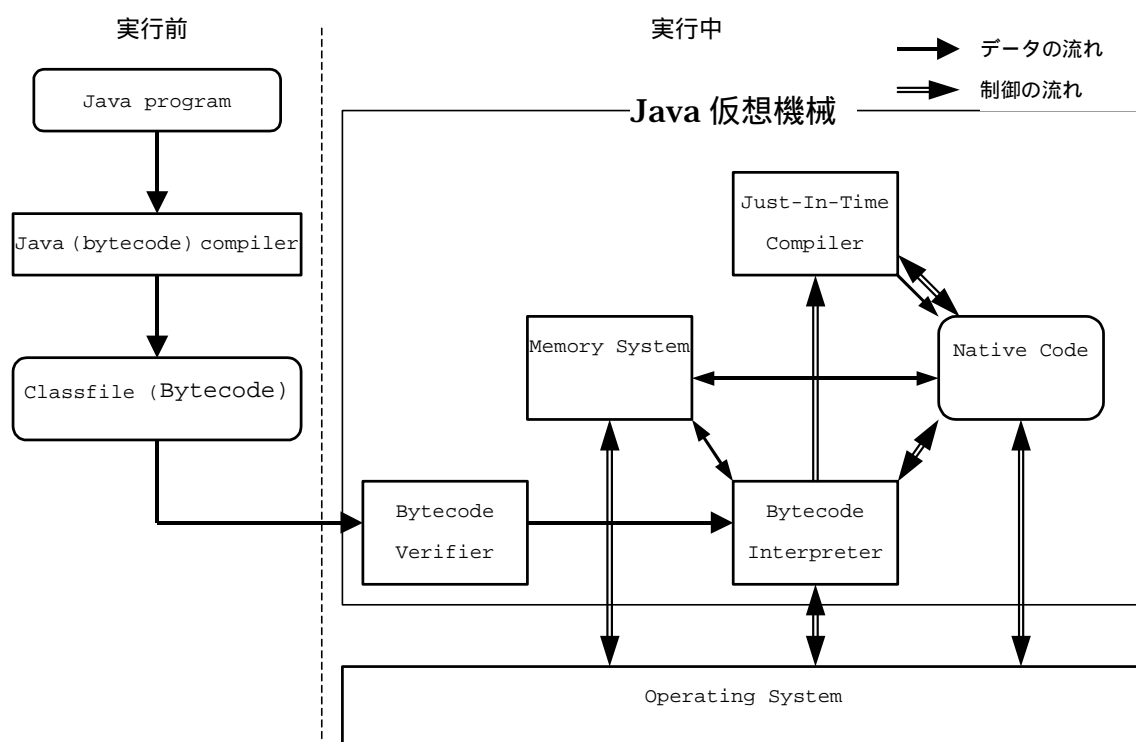 実行前
実行中
データの流れ
制御の流れ
Java program
Java 仮想機械
Just-In-Time
Compiler
Java (bytecode) compiler
Memory System
Native Code
Classfile (Bytecode)
Bytecode
Verifier
Bytecode
Interpreter
Operating System